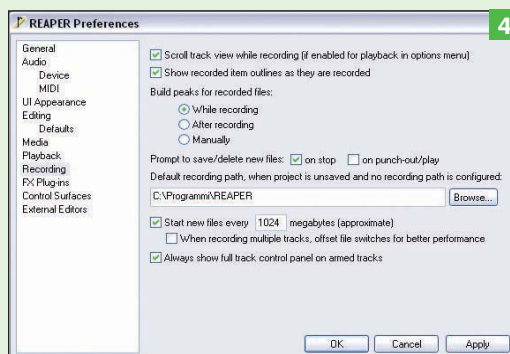 REAPER Preferences
4
General
Audio
Device
MIDI
UI Appearance
Editing
Defaults
Media
Playback
Recording
FX Plug-ins
Control Surfaces
External Editors
Scroll track view while recording (if enabled for playback in options menu)
Show recorded item outlines as they are recorded
Build peaks for recorded files:
While recording
After recording
Manually
Prompt to save/delete new files: on stop on punch-out/play
Default recording path, when project is unsaved and no recording path is configured:
C:\Programmi\REAPER Browse...
Start new files every 1024 megabytes (approximate)
When recording multiple tracks, offset file switches for better performance
Always show full track control panel on armed tracks
OK Cancel Apply